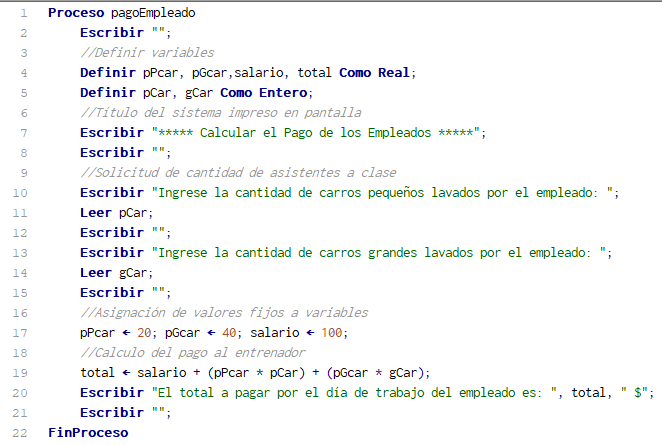 1 Proceso pagoEmpleado
2 Escribir "";
3 //Definir variables
4 Definir pPcar, pGcar,salario, total Como Real;
5 Definir pCar, gCar Como Entero;
6 //Titulo del sistema impreso en pantalla
7 Escribir "***** Calcular el Pago de los Empleados *****";
8 Escribir "";
9 //Solicitud de cantidad de asistentes a clase
10 Escribir "Ingrese la cantidad de carros pequeños lavados por el empleado: ";
11 Leer pCar;
12 Escribir "";
13 Escribir "Ingrese la cantidad de carros grandes lavados por el empleado: ";
14 Leer gCar;
15 Escribir "";
16 //Asignación de valores fijos a variables
17 pPcar ← 20; pGcar ← 40; salario ← 100;
18 //Calculo del pago al entrenador
19 total ← salario + (pPcar * pCar) + (pGcar * gCar);
20 Escribir "El total a pagar por el día de trabajo del empleado es: ", total, " $";
21 Escribir "";
22 FinProceso